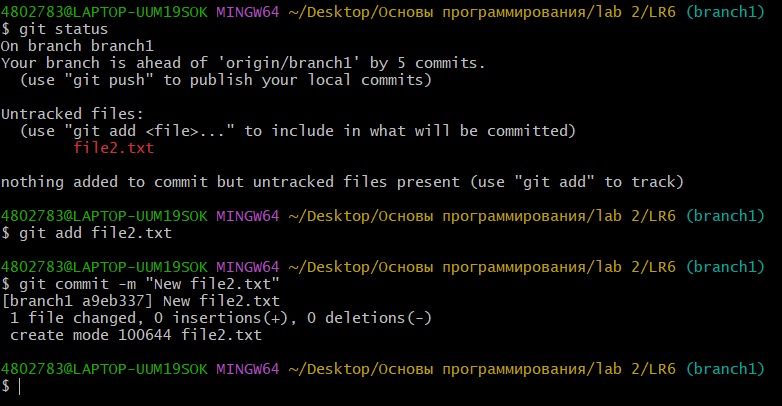 4802783@LAPTOP-UUM19SOK MINGW64 ~/Desktop/Основы программирования/lab 2/LR6 (branch1)
$ git status
On branch branch1
Your branch is ahead of 'origin/branch1' by 5 commits.
  (use "git push" to publish your local commits)

Untracked files:
  (use "git add <file>..." to include in what will be committed)
        file2.txt

nothing added to commit but untracked files present (use "git add" to track)

4802783@LAPTOP-UUM19SOK MINGW64 ~/Desktop/Основы программирования/lab 2/LR6 (branch1)
$ git add file2.txt

4802783@LAPTOP-UUM19SOK MINGW64 ~/Desktop/Основы программирования/lab 2/LR6 (branch1)
$ git commit -m "New file2.txt"
[branch1 a9eb337] New file2.txt
 1 file changed, 0 insertions(+), 0 deletions(-)
 create mode 100644 file2.txt

4802783@LAPTOP-UUM19SOK MINGW64 ~/Desktop/Основы программирования/lab 2/LR6 (branch1)
$